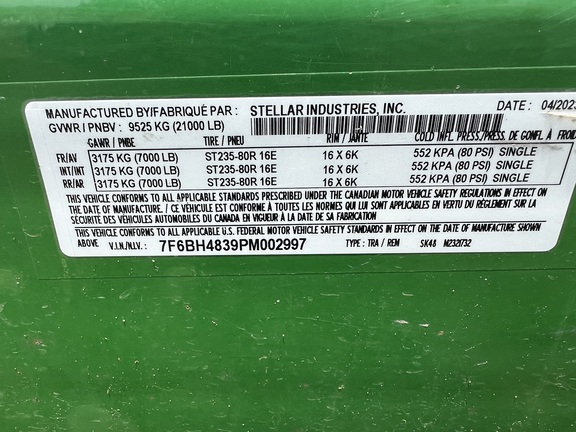 MANUFACTURED BY/FABRIQUÉ PAR : STELLAR INDUSTRIES, INC. DATE : 04/2023
GVWR / PNBV : 9525 KG (21000 LB)
GAWR / PNBE TIRE / PNEU RIM / JANTE COLD INFL. PRESS./PRESS. DE GONFL. À FROID
FR/AV 3175 KG (7000 LB) ST235-80R 16E 16 X 6K 552 KPA (80 PSI) SINGLE
INT/INT 3175 KG (7000 LB) ST235-80R 16E 16 X 6K 552 KPA (80 PSI) SINGLE
RR/AR 3175 KG (7000 LB) ST235-80R 16E 16 X 6K 552 KPA (80 PSI) SINGLE
THIS VEHICLE CONFORMS TO ALL APPLICABLE STANDARDS PRESCRIBED UNDER THE CANADIAN MOTOR VEHICLE SAFETY REGULATIONS IN EFFECT ON
THE DATE OF MANUFACTURE. / CE VÉHICULE EST CONFORME À TOUTES LES NORMES QUI LUI SONT APPLICABLES EN VERTU DU RÈGLEMENT SUR LA
SÉCURITÉ DES VÉHICULES AUTOMOBILES DU CANADA EN VIGUEUR À LA DATE DE SA FABRICATION
THIS VEHICLE CONFORMS TO ALL APPLICABLE U.S. FEDERAL MOTOR VEHICLE SAFETY STANDARDS IN EFFECT ON THE DATE OF MANUFACTURE SHOWN
ABOVE V.I.N./N.I.V. : 7F6BH4839PM002997 TYPE : TRA / REM SK48 M2321732